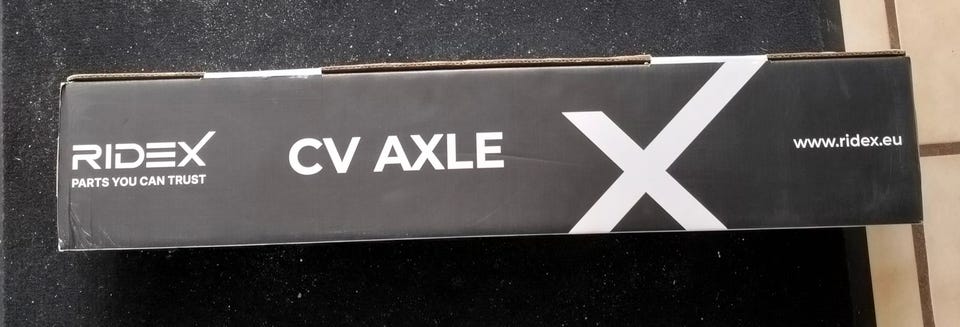 RIDEX
PARTS YOU CAN TRUST
CV AXLE
www.ridex.eu